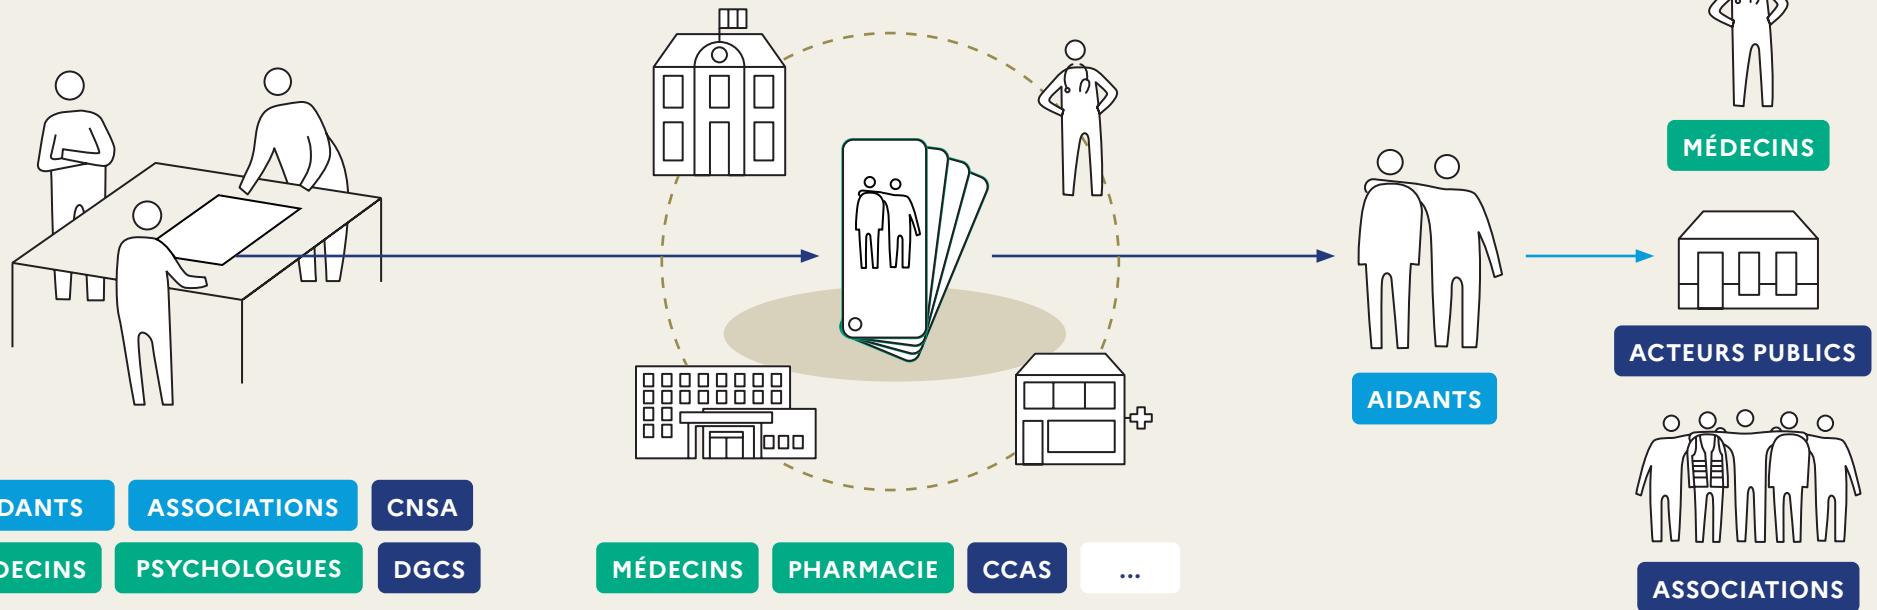 MÉDECINS
ACTEURS PUBLICS
AIDANTS
DANTS ASSOCIATIONS CNSA
DECINS PSYCHOLOGUES DGCS
MÉDECINS PHARMACIE CCAS ...
ASSOCIATIONS